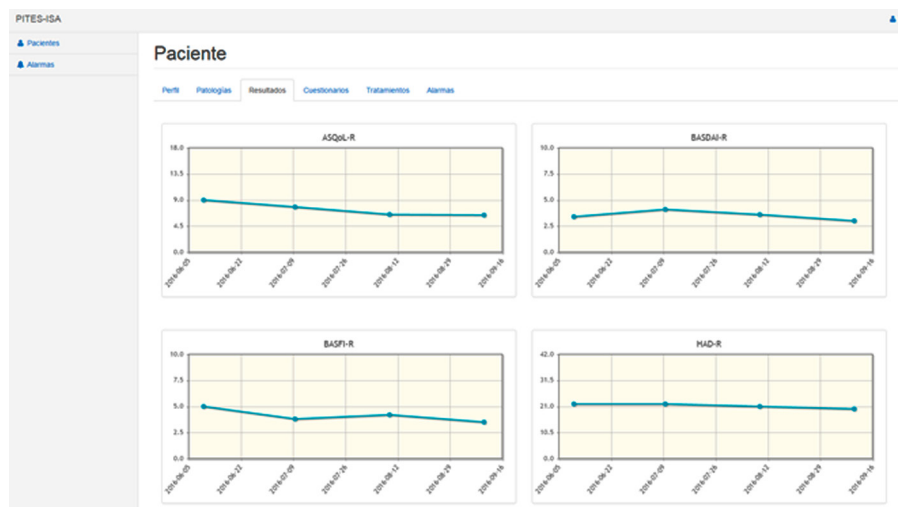 PITES-ISA
Pacientes
Alarmas
Paciente
Perfil Patologías Resultados Cuestionarios Tratamientos Alarmas
ASQoL-R
18.0
13.5
9.0
4.5
0.0
2016-06-05 2016-06-22 2016-07-09 2016-07-26 2016-08-12 2016-08-29 2016-09-16
BASDAI-R
10.0
7.5
5.0
2.5
0.0
2016-06-05 2016-06-22 2016-07-09 2016-07-26 2016-08-12 2016-08-29 2016-09-16
BASFI-R
10.0
7.5
5.0
2.5
0.0
2016-06-05 2016-06-22 2016-07-09 2016-07-26 2016-08-12 2016-08-29 2016-09-16
HAD-R
42.0
31.5
21.0
10.5
0.0
2016-06-05 2016-06-22 2016-07-09 2016-07-26 2016-08-12 2016-08-29 2016-09-16